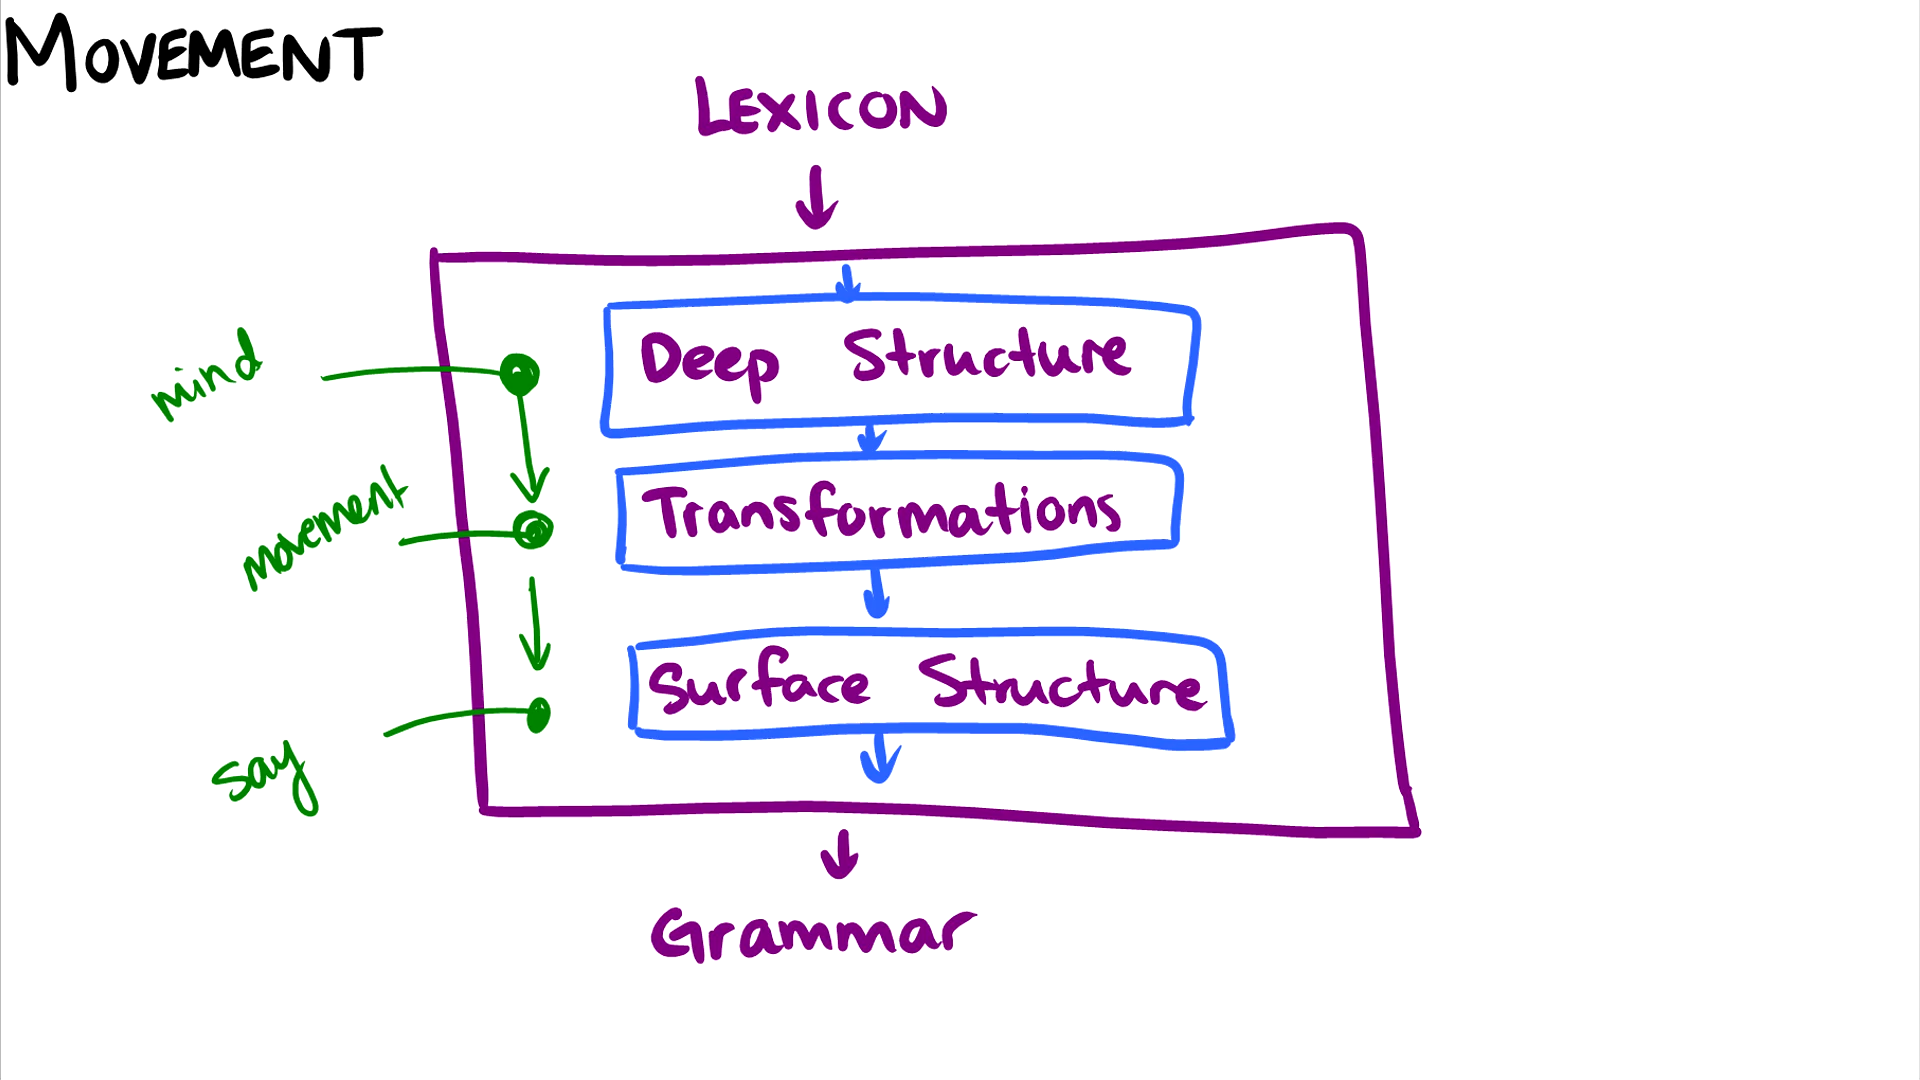 MOVEMENT
LEXICON
Deep Structure
mind
Transformations
movement
Surface Structure
say
Grammar